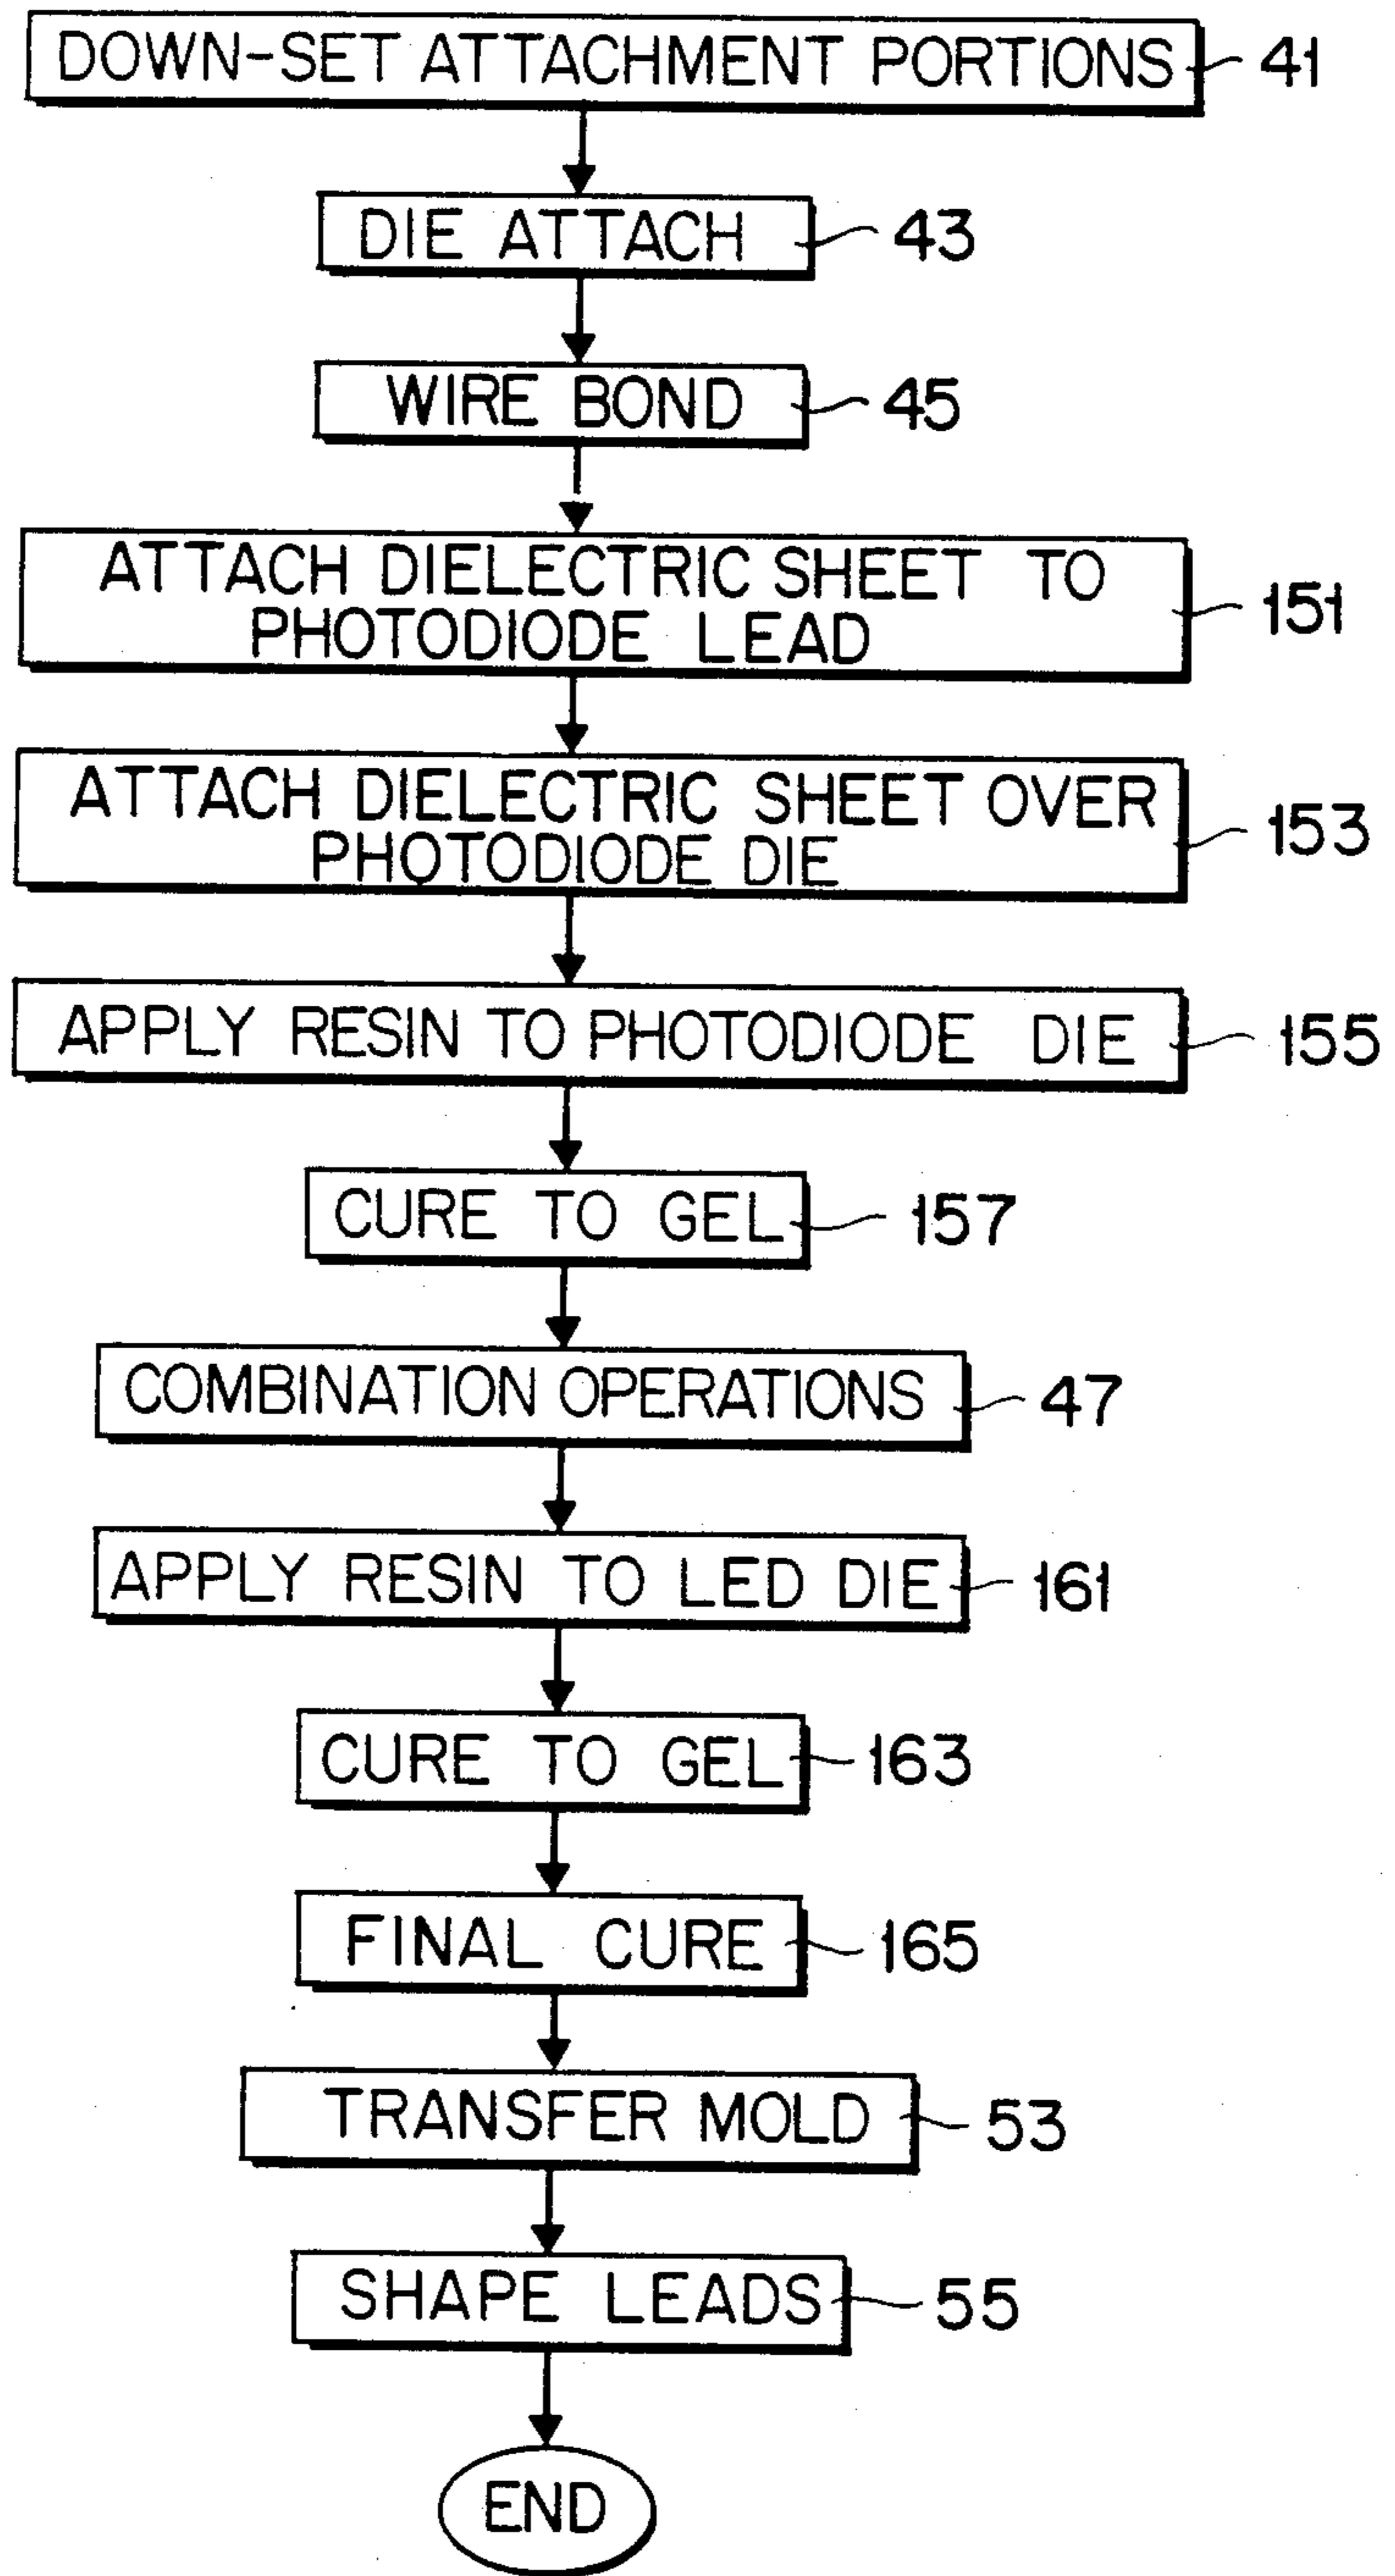 DOWN-SET ATTACHMENT PORTIONS 41
DIE ATTACH 43
WIRE BOND 45
ATTACH DIELECTRIC SHEET TO
PHOTODIODE LEAD 151
ATTACH DIELECTRIC SHEET OVER
PHOTODIODE DIE 153
APPLY RESIN TO PHOTODIODE DIE 155
CURE TO GEL 157
COMBINATION OPERATIONS 47
APPLY RESIN TO LED DIE 161
CURE TO GEL 163
FINAL CURE 165
TRANSFER MOLD 53
SHAPE LEADS 55
END